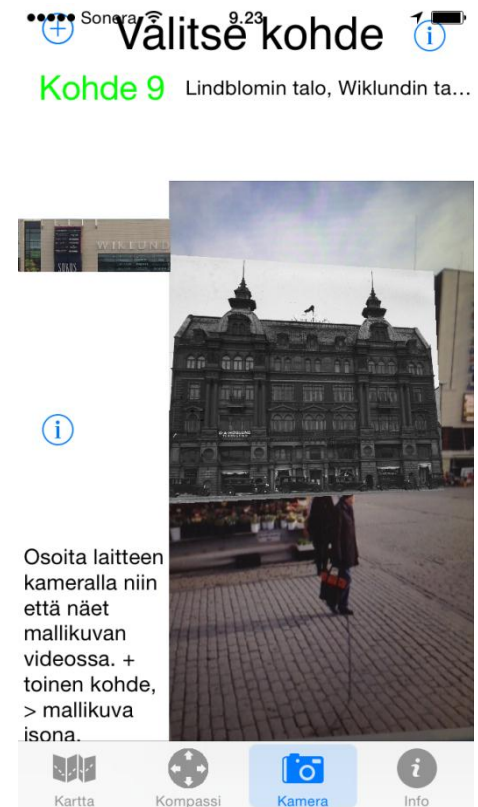 Sonera 9.23
Valitse kohde
Kohde 9 Lindblomin talo, Wiklundin ta...
WIKLUND
SOKOS
Osoita laitteen
kameralla niin
että näet
mallikuvan
videossa. +
toinen kohde,
> mallikuva
isona.
Kartta Kompassi Kamera Info